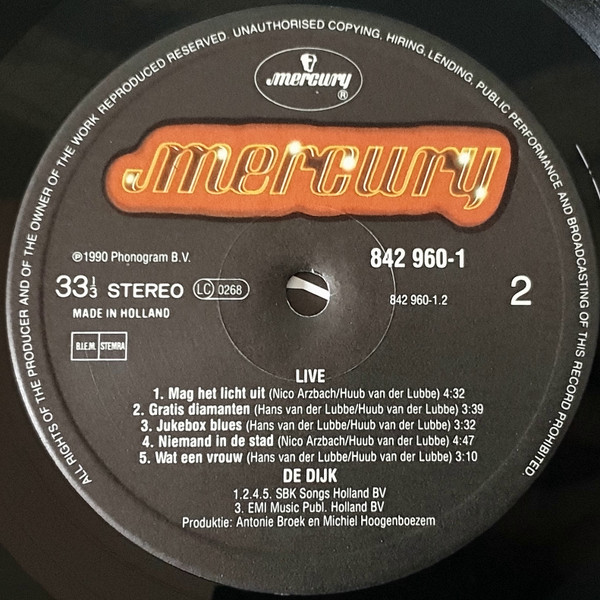 ALL RIGHTS OF THE PRODUCER AND OF THE OWNER OF THE WORK REPRODUCED RESERVED. UNAUTHORISED COPYING, HIRING, LENDING, PUBLIC PERFORMANCE AND BROADCASTING OF THIS RECORD PROHIBITED.
mercury ®
mercury
℗1990 Phonogram B.V.
842 960-1
33⅓ STEREO LC 0268
842 960-1.2
2
MADE IN HOLLAND
B.I.E.M. STEMRA
LIVE
1. Mag het licht uit (Nico Arzbach/Huub van der Lubbe) 4:32
2. Gratis diamanten (Hans van der Lubbe/Huub van der Lubbe) 3:39
3. Jukebox blues (Hans van der Lubbe/Huub van der Lubbe) 3:32
4. Niemand in de stad (Nico Arzbach/Huub van der Lubbe) 4:47
5. Wat een vrouw (Hans van der Lubbe/Huub van der Lubbe) 3:10
DE DIJK
1.2.4.5. SBK Songs Holland BV
3. EMI Music Publ. Holland BV
Produktie: Antonie Broek en Michiel Hoogenboezem